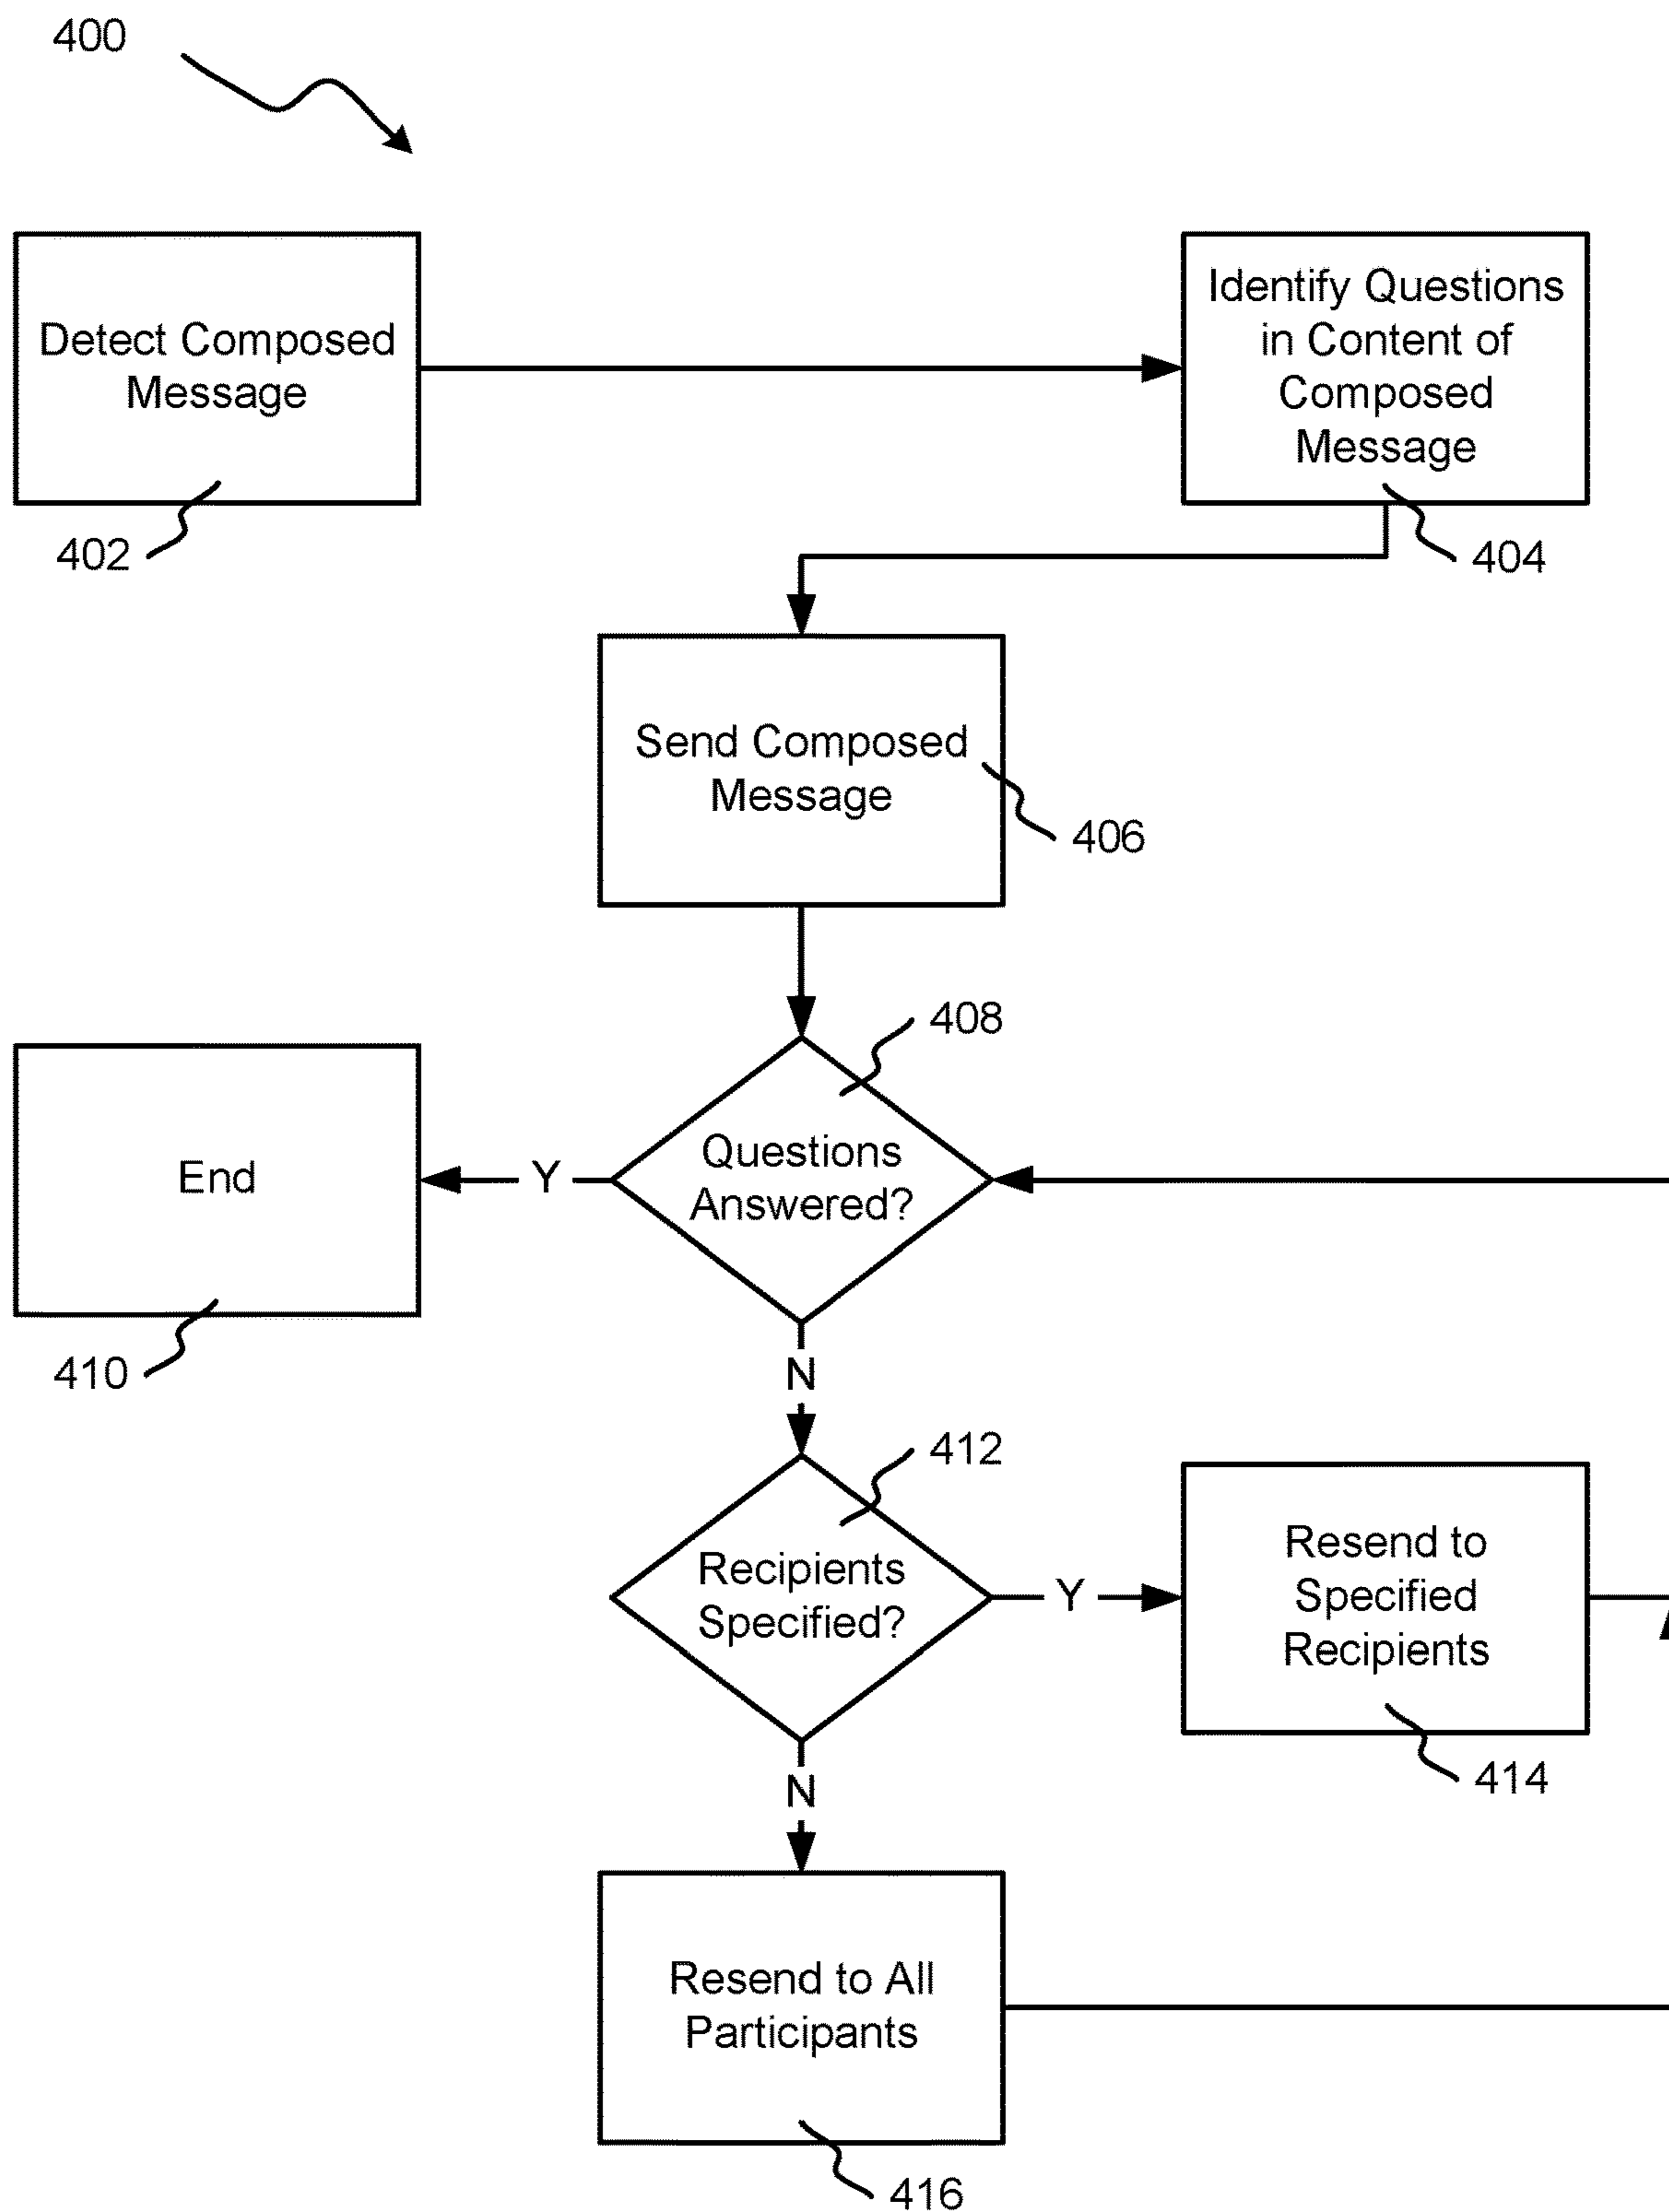 400
Detect Composed
Message
402
Identify Questions
in Content of
Composed
Message
404
Send Composed
Message
406
408
Questions
Answered?
Y
End
410
N
412
Recipients
Specified?
Y
Resend to
Specified
Recipients
414
N
Resend to All
Participants
416